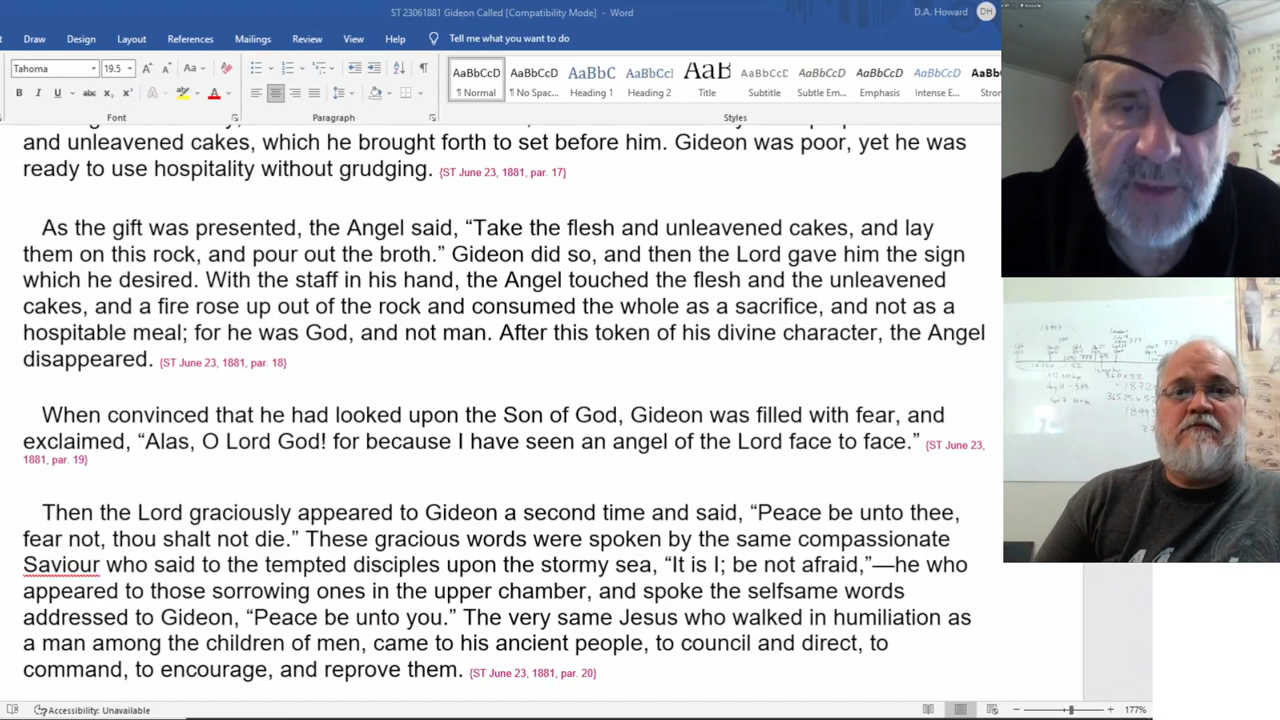 ST 23061881 Gideon Called [Compatibility Mode] - Word
D.A. Howard
DH
Draw Design Layout References Mailings Review View Help Tell me what you want to do
Tahoma 19.5
AaBbCcD AaBbCcD AaBbC AaBbCcI AaB AaBbCcD AaBbCcD AaBbCcD AaBbCcD
¶ Normal ¶ No Spac... Heading 1 Heading 2 Title Subtitle Subtle Em... Emphasis Intense E...
Font Paragraph Styles
and unleavened cakes, which he brought forth to set before him. Gideon was poor, yet he was
ready to use hospitality without grudging. {ST June 23, 1881, par. 17}
As the gift was presented, the Angel said, “Take the flesh and unleavened cakes, and lay
them on this rock, and pour out the broth.” Gideon did so, and then the Lord gave him the sign
which he desired. With the staff in his hand, the Angel touched the flesh and the unleavened
cakes, and a fire rose up out of the rock and consumed the whole as a sacrifice, and not as a
hospitable meal; for he was God, and not man. After this token of his divine character, the Angel
disappeared. {ST June 23, 1881, par. 18}
When convinced that he had looked upon the Son of God, Gideon was filled with fear, and
exclaimed, “Alas, O Lord God! for because I have seen an angel of the Lord face to face.” {ST June 23,
1881, par. 19}
Then the Lord graciously appeared to Gideon a second time and said, “Peace be unto thee,
fear not, thou shalt not die.” These gracious words were spoken by the same compassionate
Saviour who said to the tempted disciples upon the stormy sea, “It is I; be not afraid,”—he who
appeared to those sorrowing ones in the upper chamber, and spoke the selfsame words
addressed to Gideon, “Peace be unto you.” The very same Jesus who walked in humiliation as
a man among the children of men, came to his ancient people, to council and direct, to
command, to encourage, and reprove them. {ST June 23, 1881, par. 20}
Accessibility: Unavailable
177%